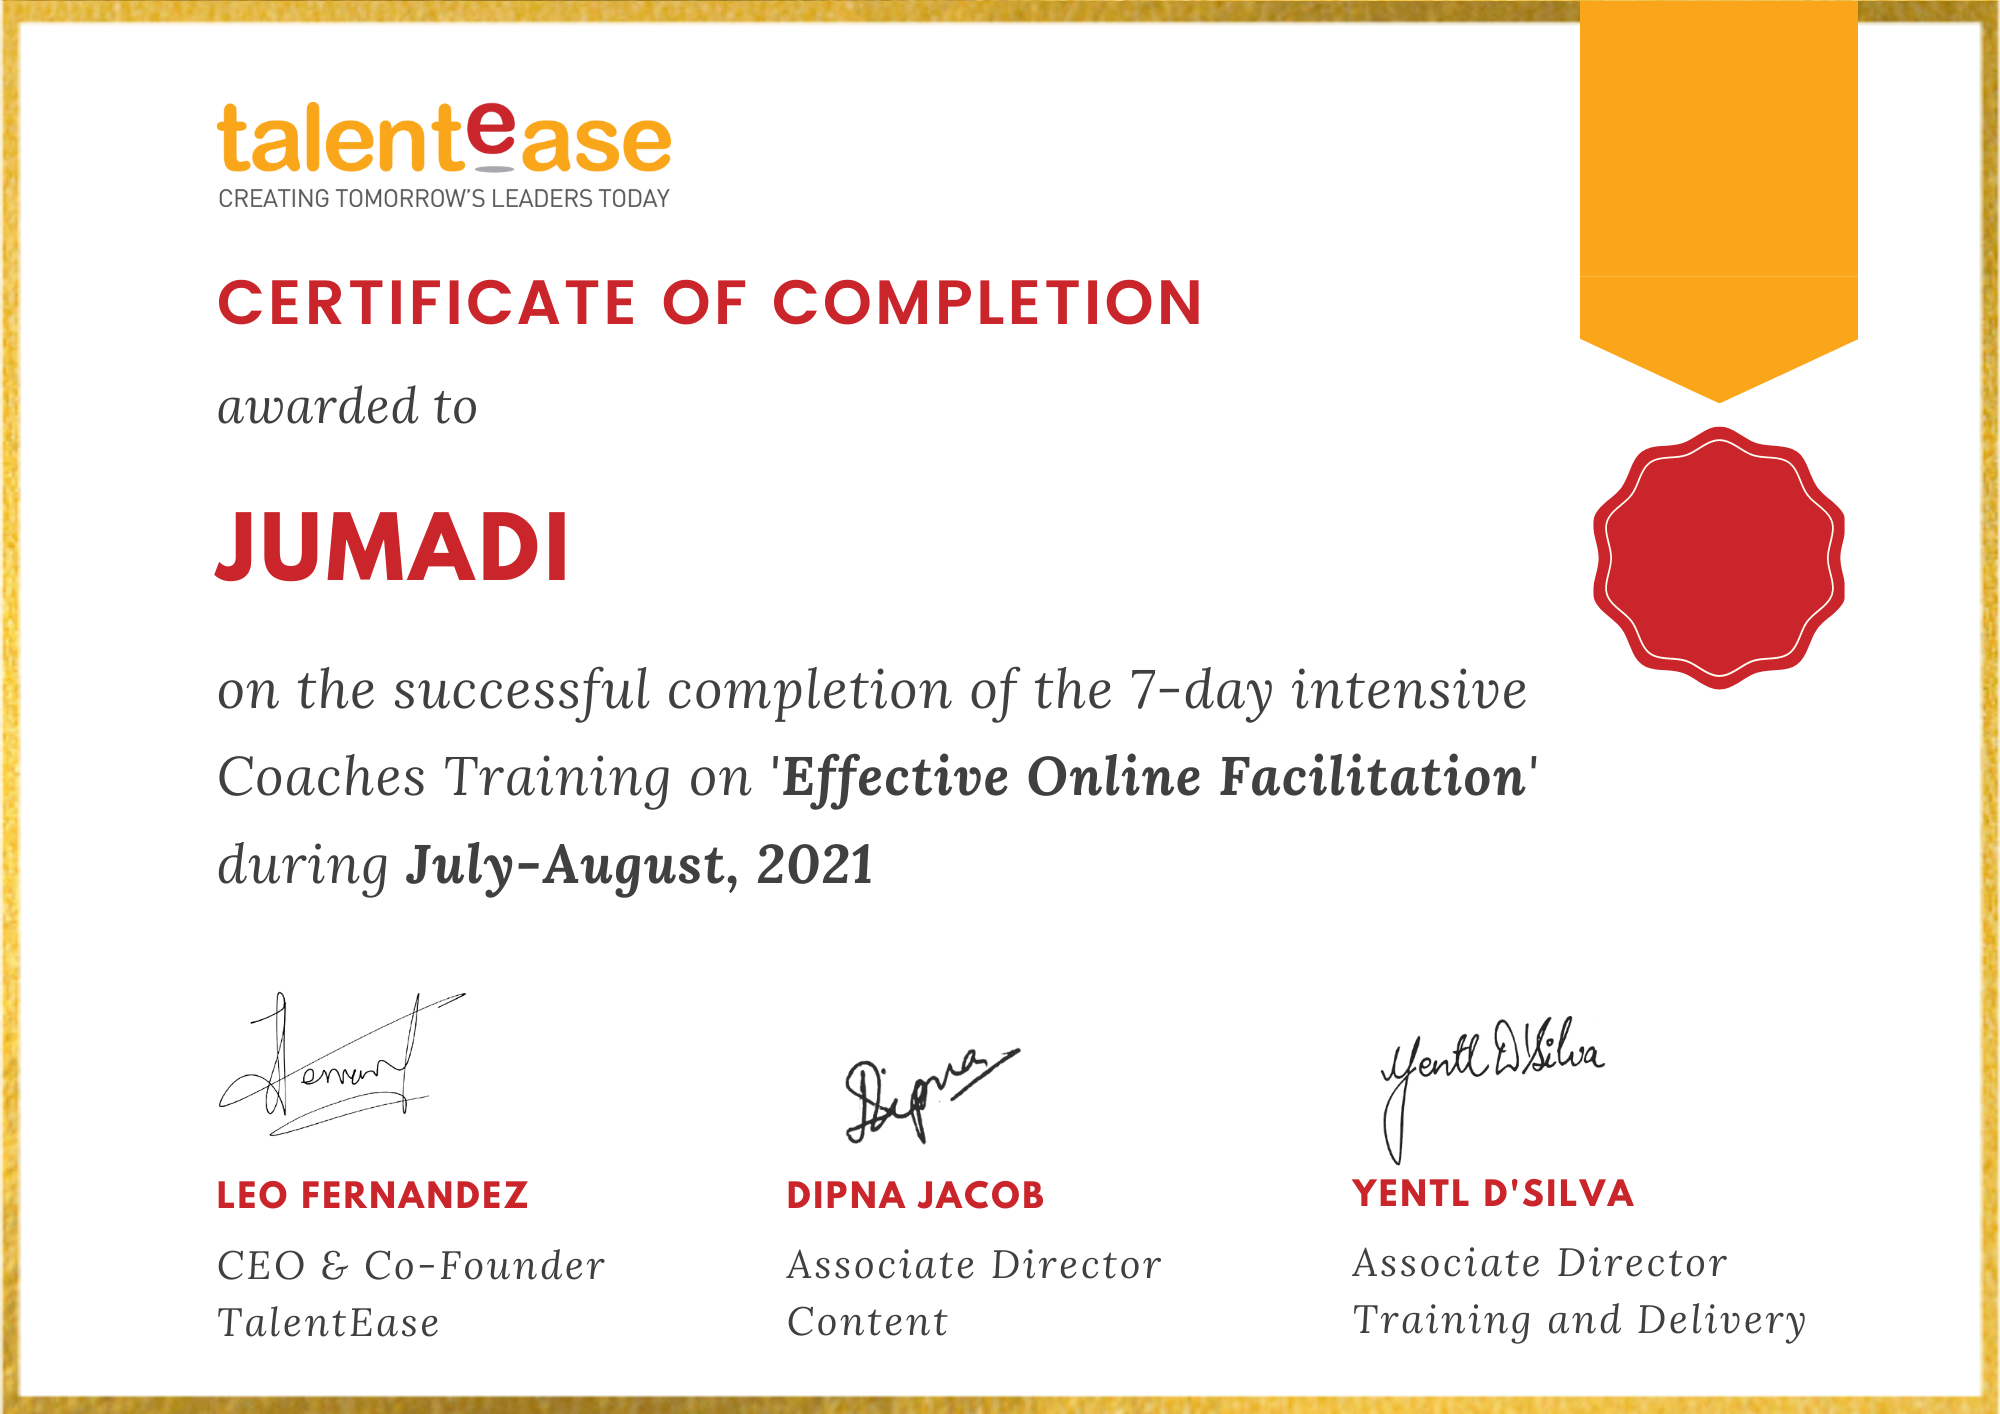 talentease
CREATING TOMORROW'S LEADERS TODAY
CERTIFICATE OF COMPLETION
awarded to
JUMADI
on the successful completion of the 7-day intensive
Coaches Training on 'Effective Online Facilitation'
during July-August, 2021
Dipna
Yentl D'Silva
LEO FERNANDEZ
DIPNA JACOB
YENTL D'SILVA
CEO & Co-Founder
TalentEase
Associate Director
Content
Associate Director
Training and Delivery